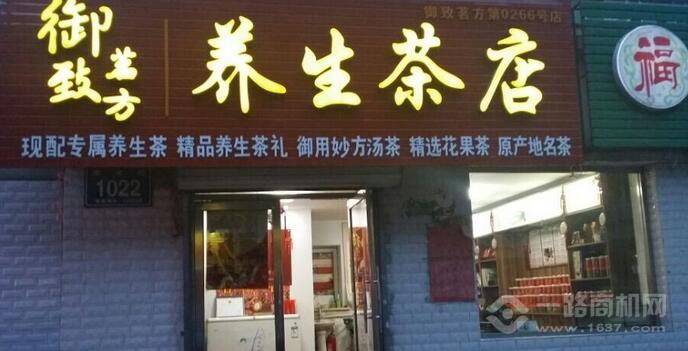 御致茗方第0266号店
御致
茗方
养生茶店
现配专属养生茶 精品养生茶礼 御用妙方汤茶 精选花果茶 原产地名茶
福
1022
一路商机网
www.1637.com